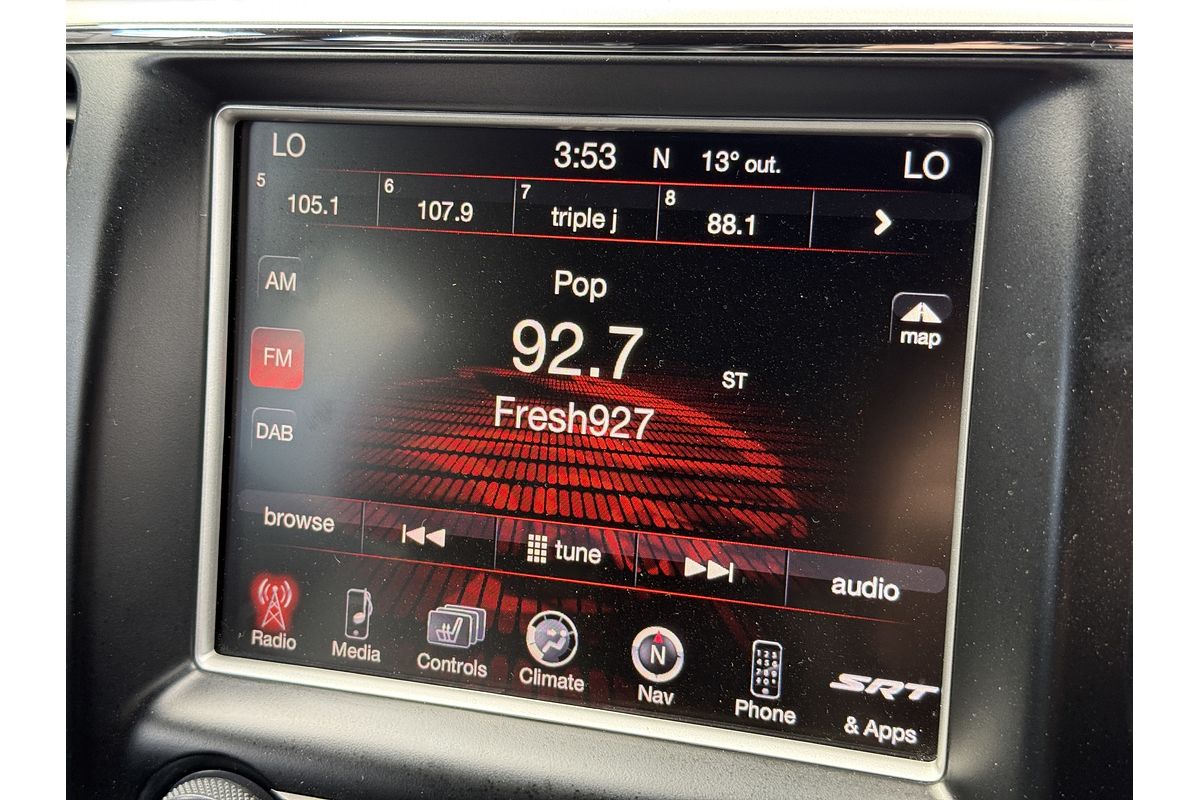 LO 3:53 N 13° out. LO
5 105.1 6 107.9 7 triple j 8 88.1
AM
Pop
map
92.7
FM
ST
Fresh927
DAB
browse tune audio
Radio Media Controls Climate N Nav Phone SRT & Apps